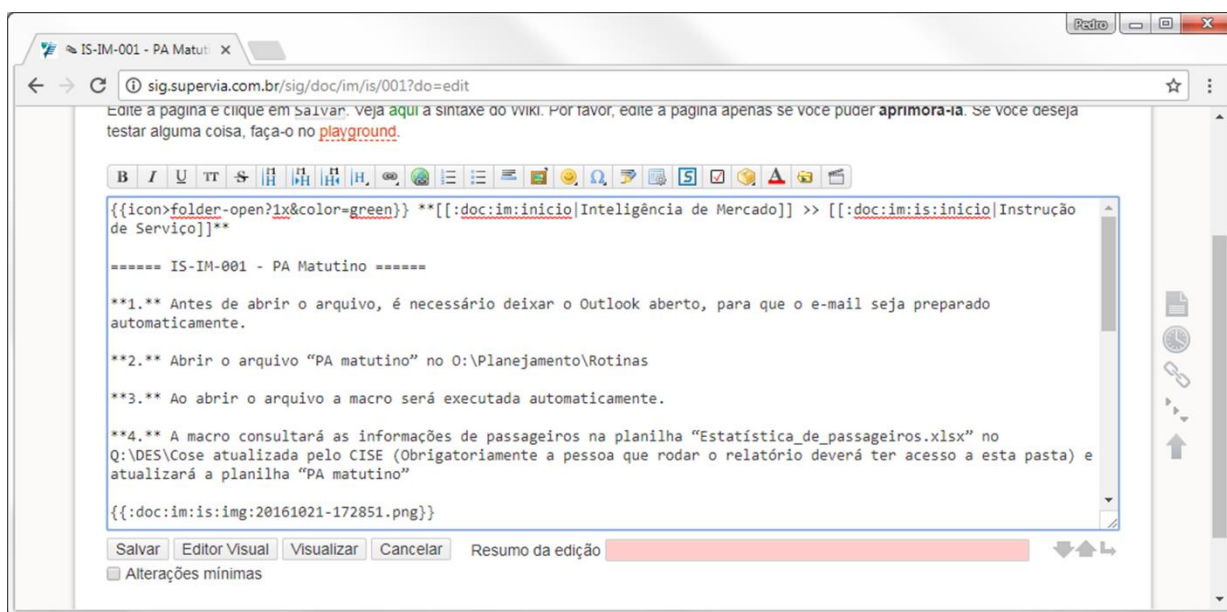 Pedro
IS-IM-001 - PA Matuti
sig.supervia.com.br/sig/doc/im/is/001?do=edit
Edite a página e clique em Salvar. Veja aqui a sintaxe do Wiki. Por favor, edite a página apenas se você puder aprimorá-la. Se você deseja
testar alguma coisa, faça-o no playground.
{{icon>folder-open?1x&color=green}} **[[:doc:im:inicio|Inteligência de Mercado]] >> [[:doc:im:is:inicio|Instrução
de Serviço]]**
====== IS-IM-001 - PA Matutino ======
**1.** Antes de abrir o arquivo, é necessário deixar o Outlook aberto, para que o e-mail seja preparado
automaticamente.
**2.** Abrir o arquivo “PA matutino” no O:\Planejamento\Rotinas
**3.** Ao abrir o arquivo a macro será executada automaticamente.
**4.** A macro consultará as informações de passageiros na planilha “Estatística_de_passageiros.xlsx” no
Q:\DES\Cose atualizada pelo CISE (Obrigatoriamente a pessoa que rodar o relatório deverá ter acesso a esta pasta) e
atualizará a planilha “PA matutino”
{{:doc:im:is:img:20161021-172851.png}}
Salvar Editor Visual Visualizar Cancelar Resumo da edição
Alterações mínimas